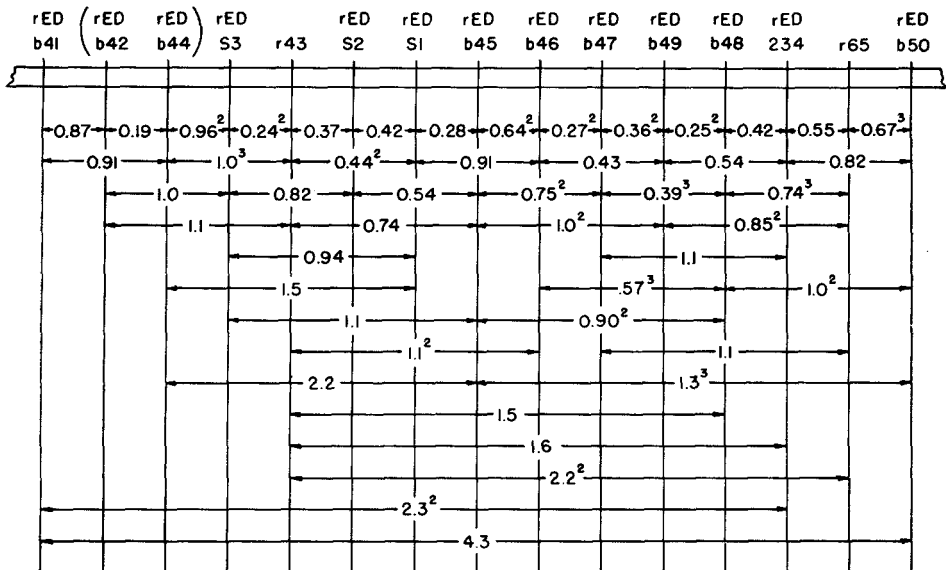 rED ( rED rED ) rED rED rED rED rED rED rED rED rED rED
b41 b42 b44 S3 r43 S2 S1 b45 b46 b47 b49 b48 234 r65 b50
0.87 0.19 0.96² 0.24² 0.37 0.42 0.28 0.64² 0.27² 0.36² 0.25² 0.42 0.55 0.67³
0.91 1.0³ 0.44² 0.91 0.43 0.54 0.82
1.0 0.82 0.54 0.75² 0.39³ 0.74³
1.1 0.74 1.0² 0.85²
0.94 1.1
1.5 .57³ 1.0²
1.1 0.90²
1.1² 1.1
2.2 1.3³
1.5
1.6
2.2²
2.3²
4.3